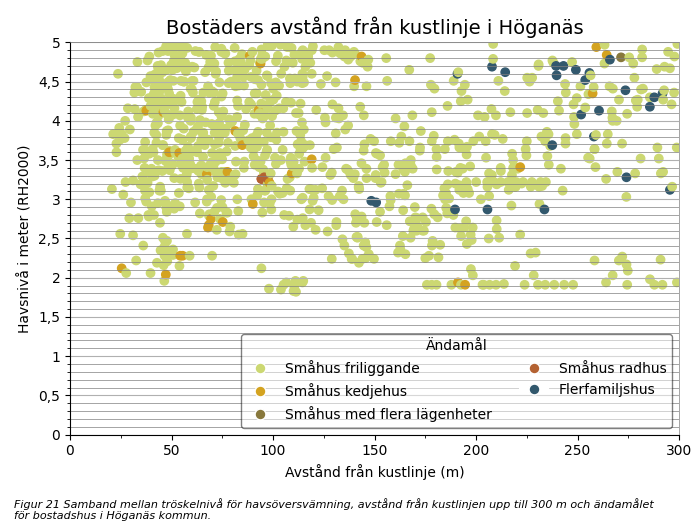 Bostäders avstånd från kustlinje i Höganäs
Havsnivå i meter (RH2000)
5
4,5
4
3,5
3
2,5
2
1,5
1
0,5
0
0
50
100
150
200
250
300
Avstånd från kustlinje (m)
Ändamål
Småhus friliggande
Småhus kedjehus
Småhus med flera lägenheter
Småhus radhus
Flerfamiljshus
Figur 21 Samband mellan tröskelnivå för havsöversvämning, avstånd från kustlinjen upp till 300 m och ändamålet
för bostadshus i Höganäs kommun.